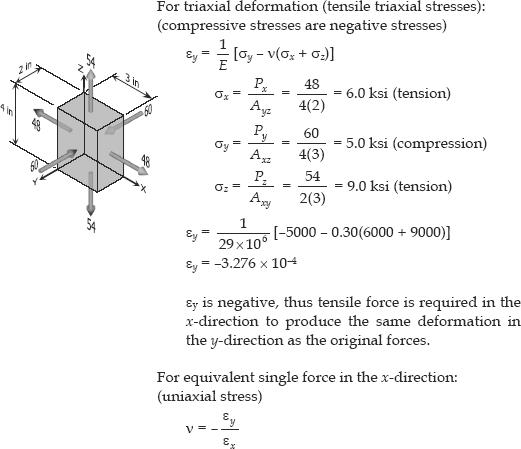 For triaxial deformation (tensile triaxial stresses):
(compressive stresses are negative stresses)
εy = 1/E [σy – ν(σx + σz)]
σx = Px/Ayz = 48/4(2) = 6.0 ksi (tension)
σy = Py/Axz = 60/4(3) = 5.0 ksi (compression)
σz = Pz/Axy = 54/2(3) = 9.0 ksi (tension)
εy = 1/29×10⁶ [–5000 – 0.30(6000 + 9000)]
εy = –3.276 × 10⁻⁴
εy is negative, thus tensile force is required in the
x-direction to produce the same deformation in
the y-direction as the original forces.
For equivalent single force in the x-direction:
(uniaxial stress)
ν = – εy/εx
54
Z
2 in
3 in
4 in
60
48
60
48
Y
X
54